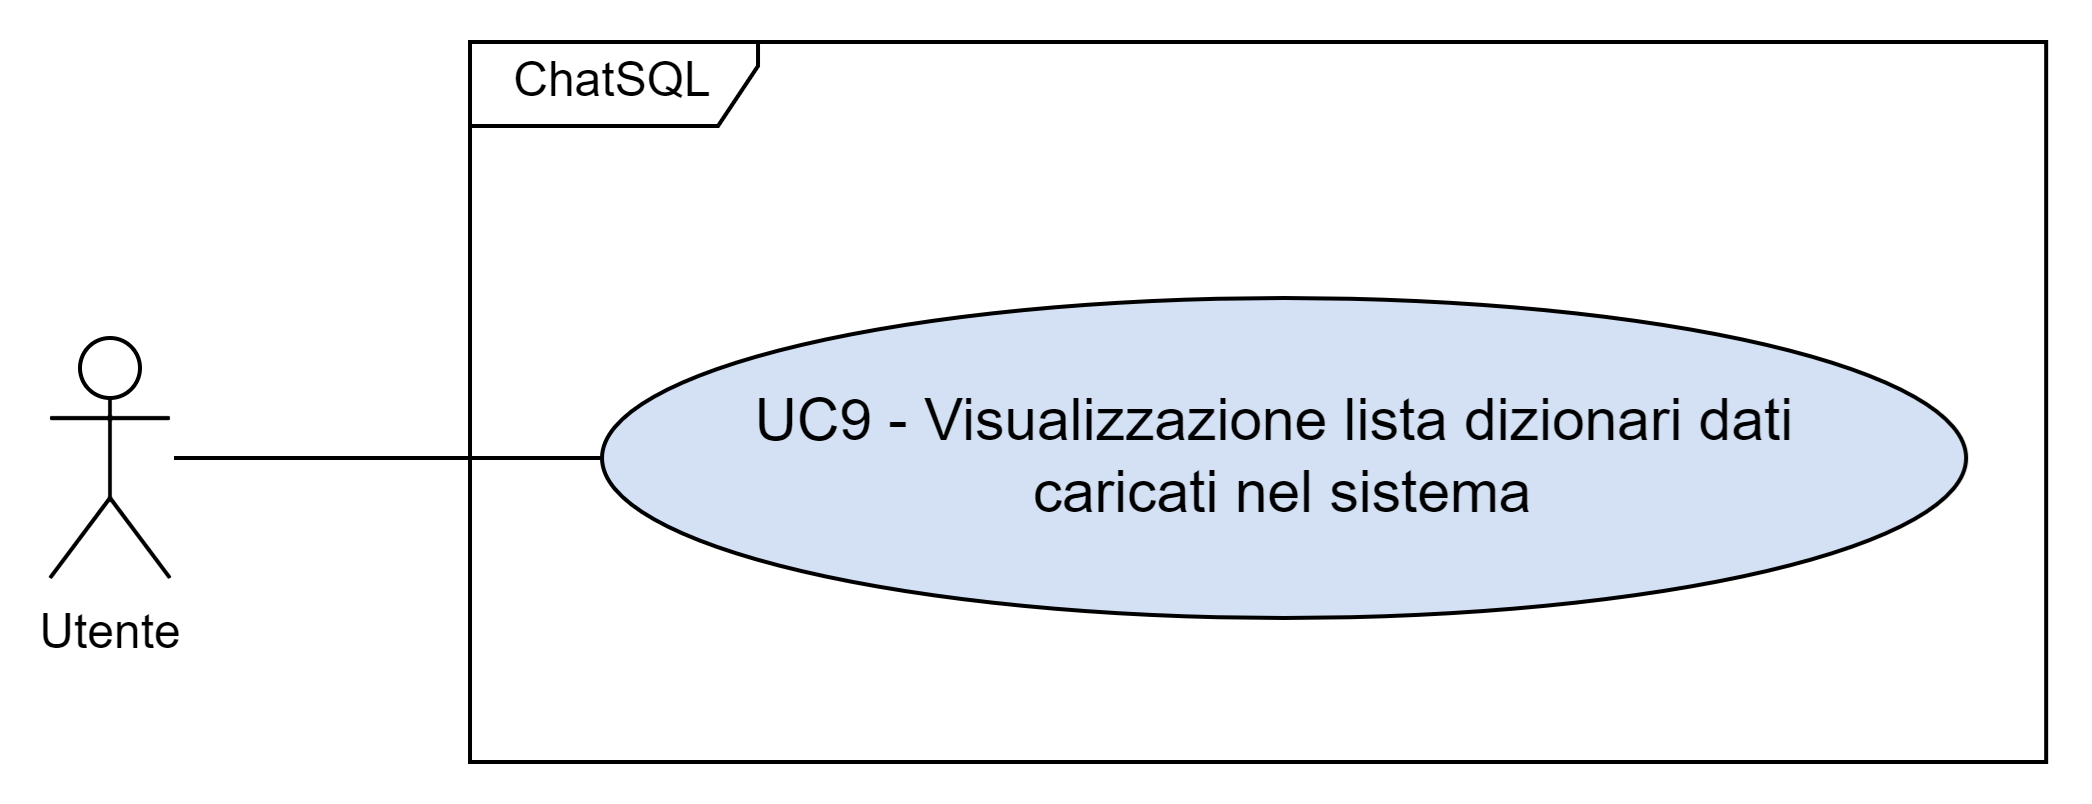 ChatSQL
UC9 - Visualizzazione lista dizionari dati
caricati nel sistema
Utente